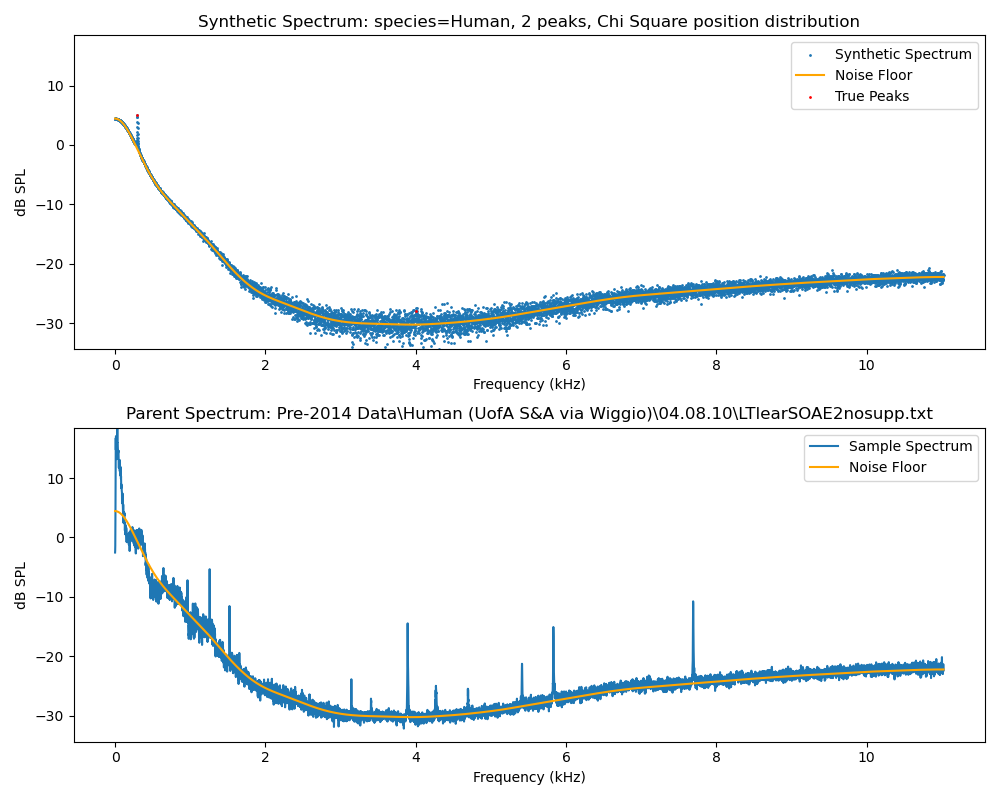 Synthetic Spectrum: species=Human, 2 peaks, Chi Square position distribution
Synthetic Spectrum
Noise Floor
True Peaks
10
0
−10
−20
−30
dB SPL
0 2 4 6 8 10
Frequency (kHz)
Parent Spectrum: Pre-2014 Data\Human (UofA S&A via Wiggio)\04.08.10\LTlearSOAE2nosupp.txt
Sample Spectrum
Noise Floor
10
0
−10
−20
−30
dB SPL
0 2 4 6 8 10
Frequency (kHz)